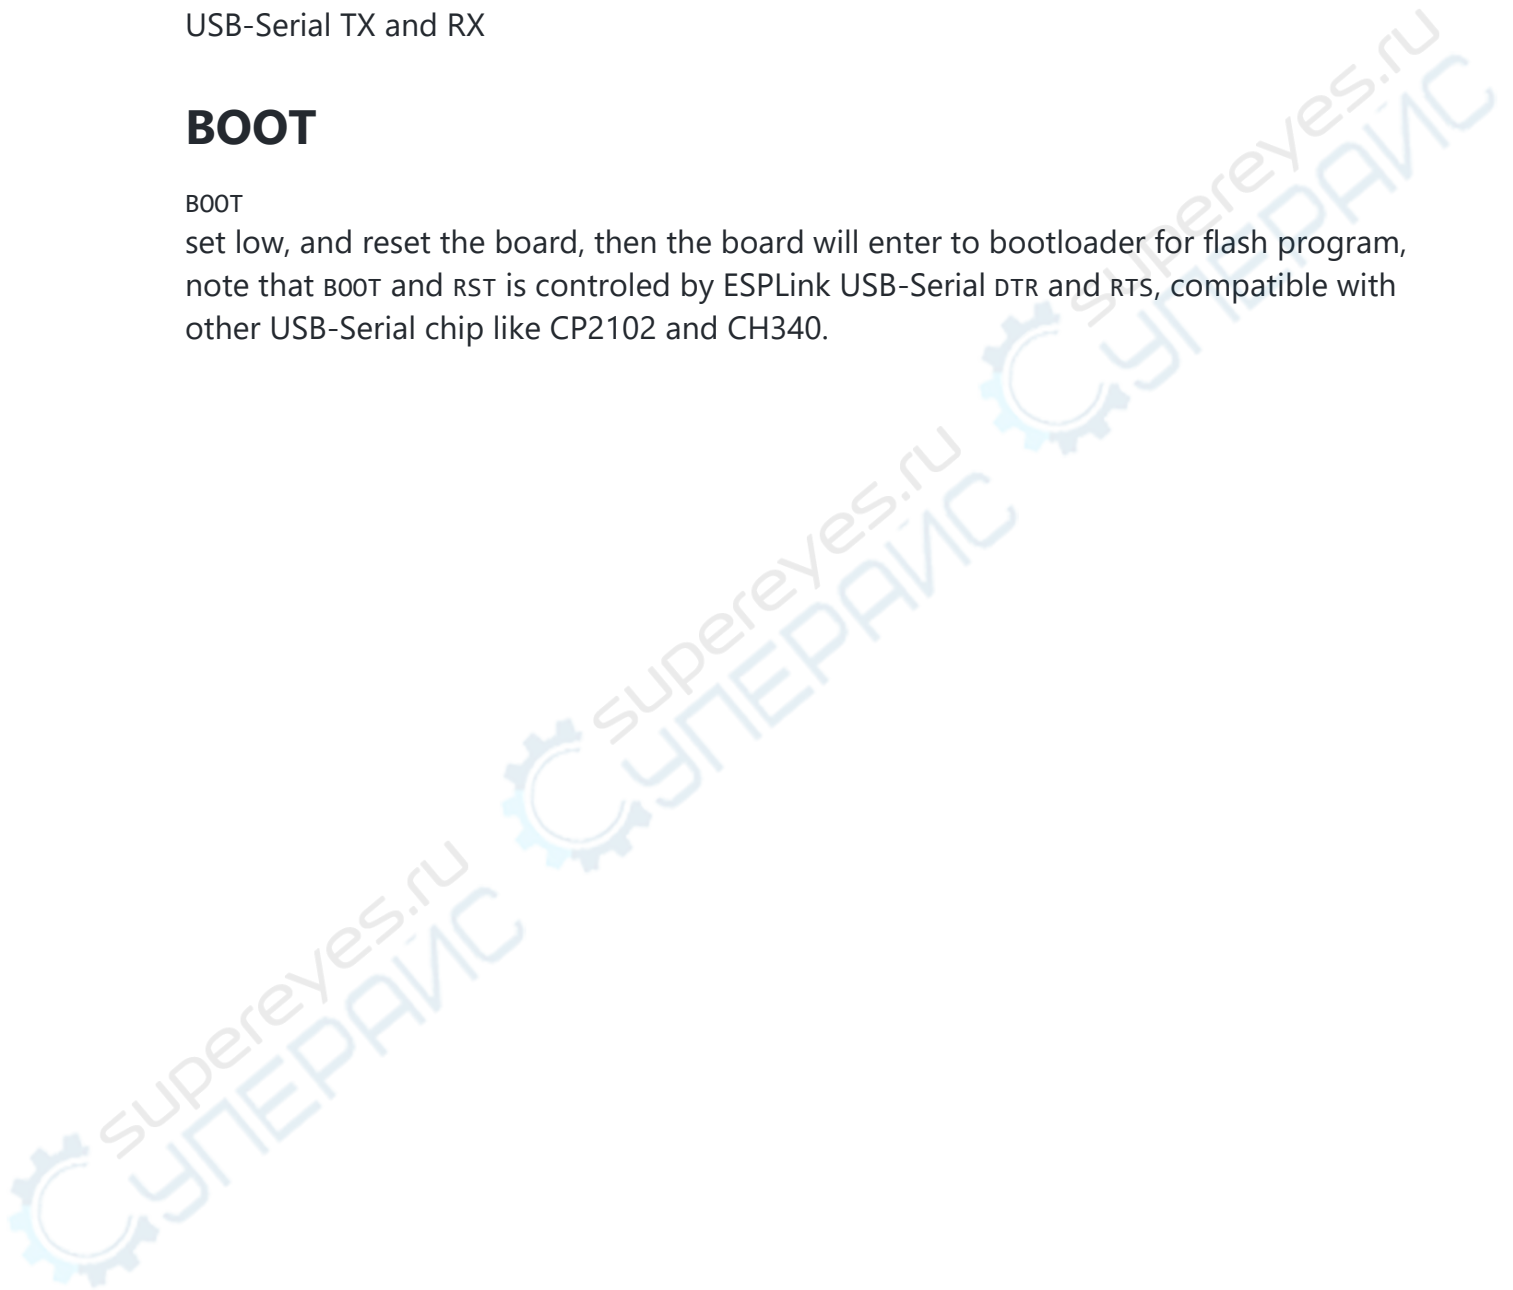 USB-Serial TX and RX
BOOT
BOOT
set low, and reset the board, then the board will enter to bootloader for flash program,
note that BOOT and RST is controled by ESPLink USB-Serial DTR and RTS, compatible with
other USB-Serial chip like CP2102 and CH340.
supereyes.ru
СУПЕРАЙС
supereyes.ru
СУПЕРАЙС
supereyes.ru
СУПЕРАЙС